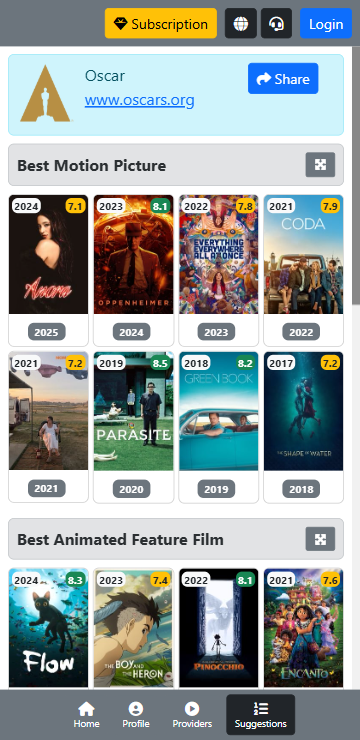 Subscription
Login
Oscar
www.oscars.org
Share
Best Motion Picture
2024 7.1
Anora
2023 8.1
OPPENHEIMER
2022 7.8
EVERYTHING
EVERYWHERE
ALL AT ONCE
2021 7.9
CODA
2025
2024
2023
2022
2021 7.2
2019 8.5
PARASITE
2018 8.2
GREEN BOOK
2017 7.2
THE SHAPE OF WATER
2021
2020
2019
2018
Best Animated Feature Film
2024 8.3
Flow
2023 7.4
THE BOY AND
THE HERON
2022 8.1
PINOCCHIO
2021 7.6
ENCANTO
Home
Profile
Providers
Suggestions